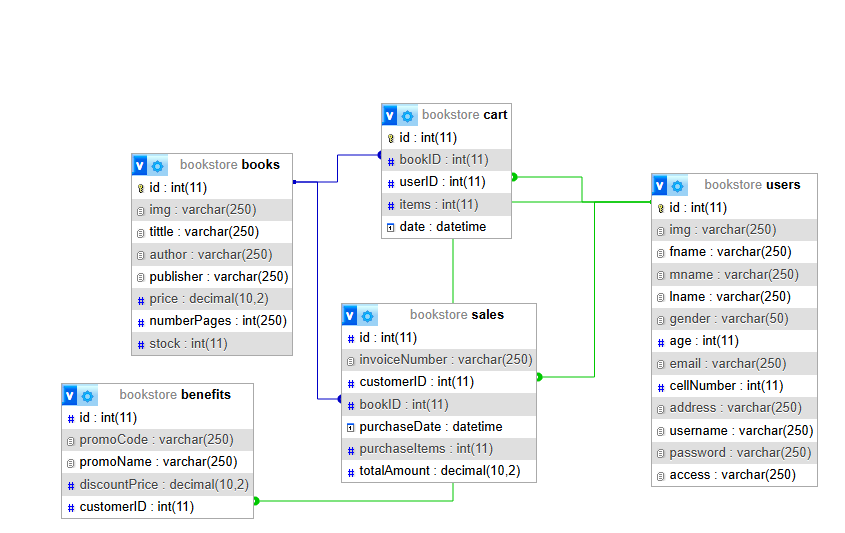 bookstore cart
id : int(11)
bookID : int(11)
userID : int(11)
items : int(11)
date : datetime
bookstore books
id : int(11)
img : varchar(250)
tittle : varchar(250)
author : varchar(250)
publisher : varchar(250)
price : decimal(10,2)
numberPages : int(250)
stock : int(11)
bookstore users
id : int(11)
img : varchar(250)
fname : varchar(250)
mname : varchar(250)
lname : varchar(250)
gender : varchar(50)
age : int(11)
email : varchar(250)
cellNumber : int(11)
address : varchar(250)
username : varchar(250)
password : varchar(250)
access : varchar(250)
bookstore sales
id : int(11)
invoiceNumber : varchar(250)
customerID : int(11)
bookID : int(11)
purchaseDate : datetime
purchaseItems : int(11)
totalAmount : decimal(10,2)
bookstore benefits
id : int(11)
promoCode : varchar(250)
promoName : varchar(250)
discountPrice : decimal(10,2)
customerID : int(11)